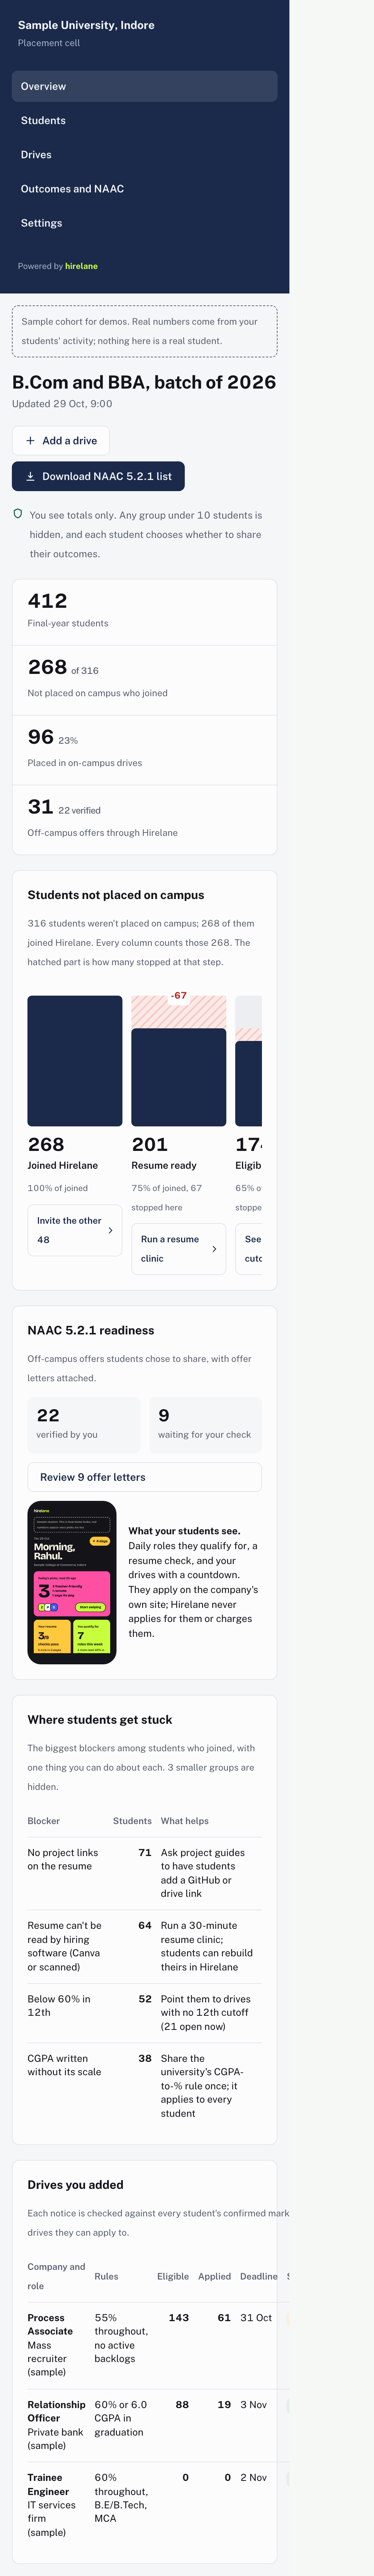 Sample University, Indore
Placement cell
Overview
Students
Drives
Outcomes and NAAC
Settings
Powered by hirelane
Sample cohort for demos. Real numbers come from your
students' activity; nothing here is a real student.
B.Com and BBA, batch of 2026
Updated 29 Oct, 9:00
Add a drive
Download NAAC 5.2.1 list
You see totals only. Any group under 10 students is
hidden, and each student chooses whether to share
their outcomes.
412
Final-year students
268 of 316
Not placed on campus who joined
96 23%
Placed in on-campus drives
31 22 verified
Off-campus offers through Hirelane
Students not placed on campus
316 students weren't placed on campus; 268 of them
joined Hirelane. Every column counts those 268. The
hatched part is how many stopped at that step.
-67
268 201 174
Joined Hirelane Resume ready Eligib
100% of joined 75% of joined, 67 65% o
stopped here stoppe
Invite the other
48
Run a resume
clinic
See
cuto
NAAC 5.2.1 readiness
Off-campus offers students chose to share, with offer
letters attached.
22 9
verified by you waiting for your check
Review 9 offer letters
hirelane
Morning,
Rahul.
3
Start swiping
3/9
checks pass
7
roles this week
What your students see.
Daily roles they qualify for, a
resume check, and your
drives with a countdown.
They apply on the company's
own site; Hirelane never
applies for them or charges
them.
Where students get stuck
The biggest blockers among students who joined, with
one thing you can do about each. 3 smaller groups are
hidden.
Blocker Students What helps
No project links 71 Ask project guides
on the resume to have students
add a GitHub or
drive link
Resume can't be 64 Run a 30-minute
read by hiring resume clinic;
software (Canva students can rebuild
or scanned) theirs in Hirelane
Below 60% in 52 Point them to drives
12th with no 12th cutoff
(21 open now)
CGPA written 38 Share the
without its scale university's CGPA-
to-% rule once; it
applies to every
student
Drives you added
Each notice is checked against every student's confirmed mark
drives they can apply to.
Company and
role Rules Eligible Applied Deadline S
Process 55% 143 61 31 Oct
Associate throughout,
Mass no active
recruiter backlogs
(sample)
Relationship 60% or 6.0 88 19 3 Nov
Officer CGPA in
Private bank graduation
(sample)
Trainee 60% 0 0 2 Nov
Engineer throughout,
IT services B.E/B.Tech,
firm MCA
(sample)